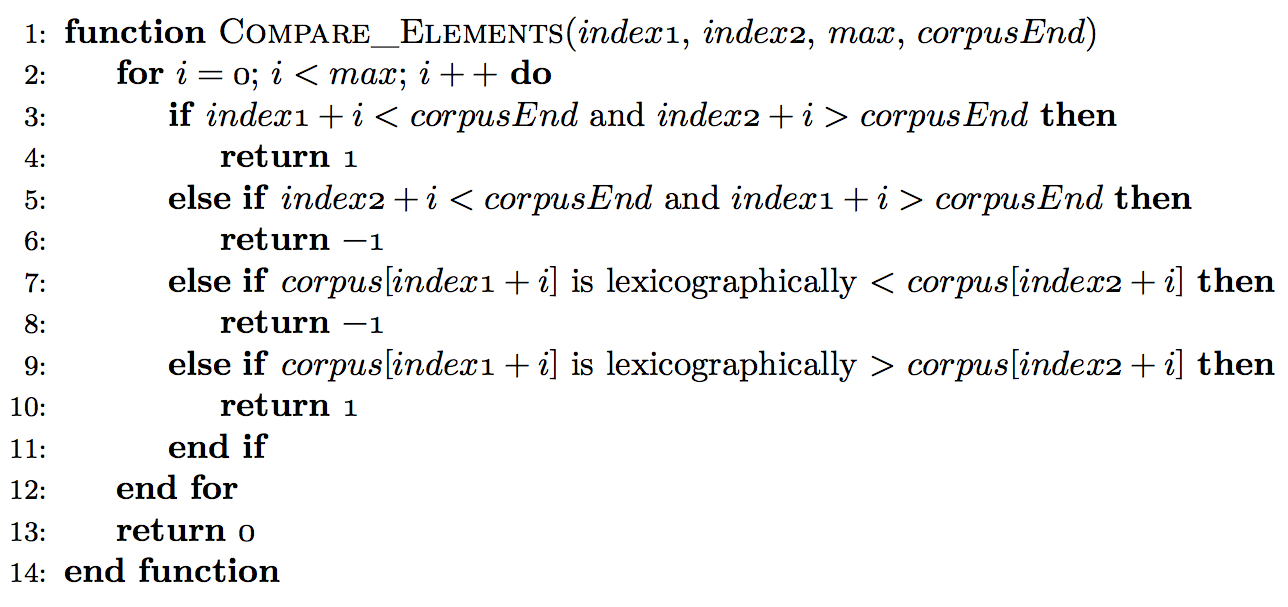 1: function COMPARE_ELEMENTS(index1, index2, max, corpusEnd)
2: for i = 0; i < max; i + + do
3: if index1 + i < corpusEnd and index2 + i > corpusEnd then
4: return 1
5: else if index2 + i < corpusEnd and index1 + i > corpusEnd then
6: return −1
7: else if corpus[index1 + i] is lexicographically < corpus[index2 + i] then
8: return −1
9: else if corpus[index1 + i] is lexicographically > corpus[index2 + i] then
10: return 1
11: end if
12: end for
13: return 0
14: end function